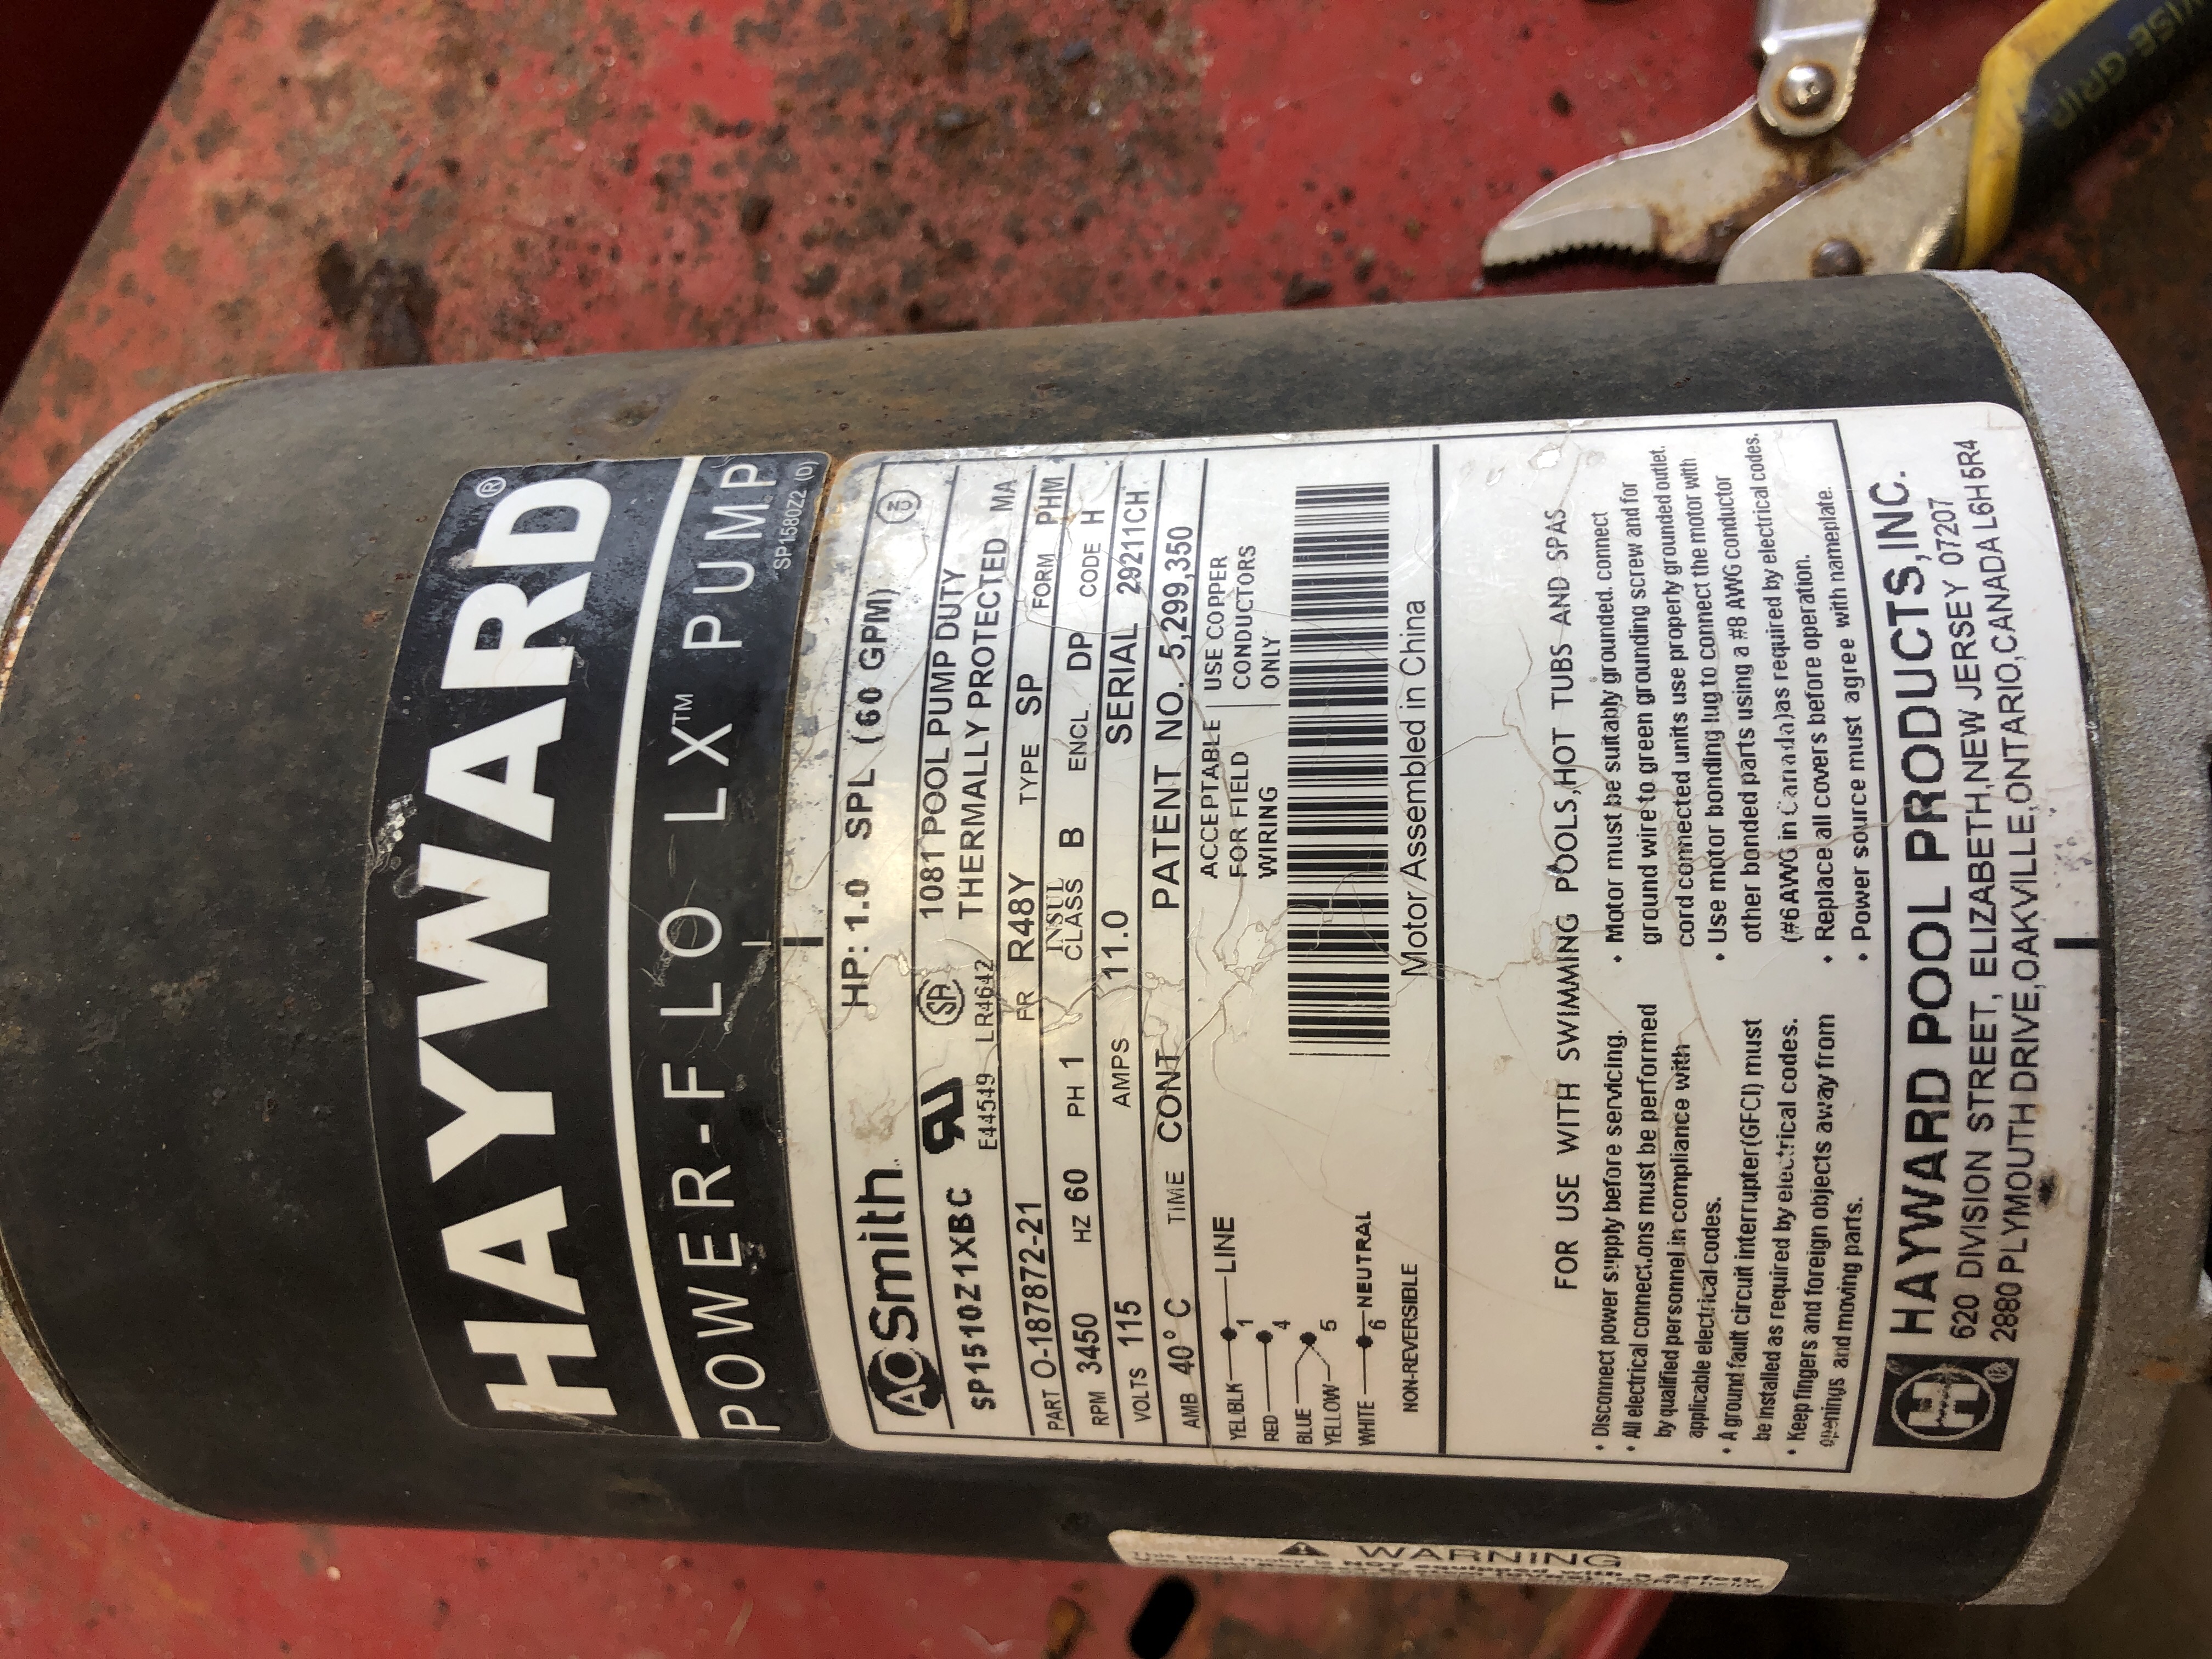 HAYWARD®
POWER-FLO LX™ PUMP
SP1580Z2 (D)
AO Smith HP: 1.0 SPL (60 GPM)
SP1510Z1XBC 1081 POOL PUMP DUTY
E44549 LR4642 THERMALLY PROTECTED MA
PART O-187872-21 FR R48Y TYPE SP FORM PHM
RPM 3450 HZ 60 PH 1 INSUL CLASS B ENCL DP CODE H
VOLTS 115 AMPS 11.0 SERIAL 29211CH
AMB 40° C TIME CONT PATENT NO. 5,299,350
YEL/BLK 1 LINE
RED 4
BLUE
YELLOW 5
WHITE 6 NEUTRAL
NON-REVERSIBLE
ACCEPTABLE
FOR FIELD
WIRING
USE COPPER
CONDUCTORS
ONLY
Motor Assembled in China
FOR USE WITH SWIMMING POOLS,HOT TUBS AND SPAS
• Disconnect power supply before servicing.
• All electrical connections must be performed
by qualified personnel in compliance with
applicable electrical codes.
• A ground fault circuit interrupter(GFCI) must
be installed as required by electrical codes.
• Keep fingers and foreign objects away from
openings and moving parts.
• Motor must be suitably grounded. connect
ground wire to green grounding screw and for
cord connected units use properly grounded outlet.
• Use motor bonding lug to connect the motor with
other bonded parts using a #8 AWG conductor
(#6 AWG in Canada)as required by electrical codes.
• Replace all covers before operation.
• Power source must agree with nameplate.
H ® HAYWARD POOL PRODUCTS,INC.
620 DIVISION STREET, ELIZABETH,NEW JERSEY 07207
2880 PLYMOUTH DRIVE,OAKVILLE,ONTARIO,CANADA L6H 5R4
WARNING
This pool motor is NOT equipped with a Safety
VISE-GRIP